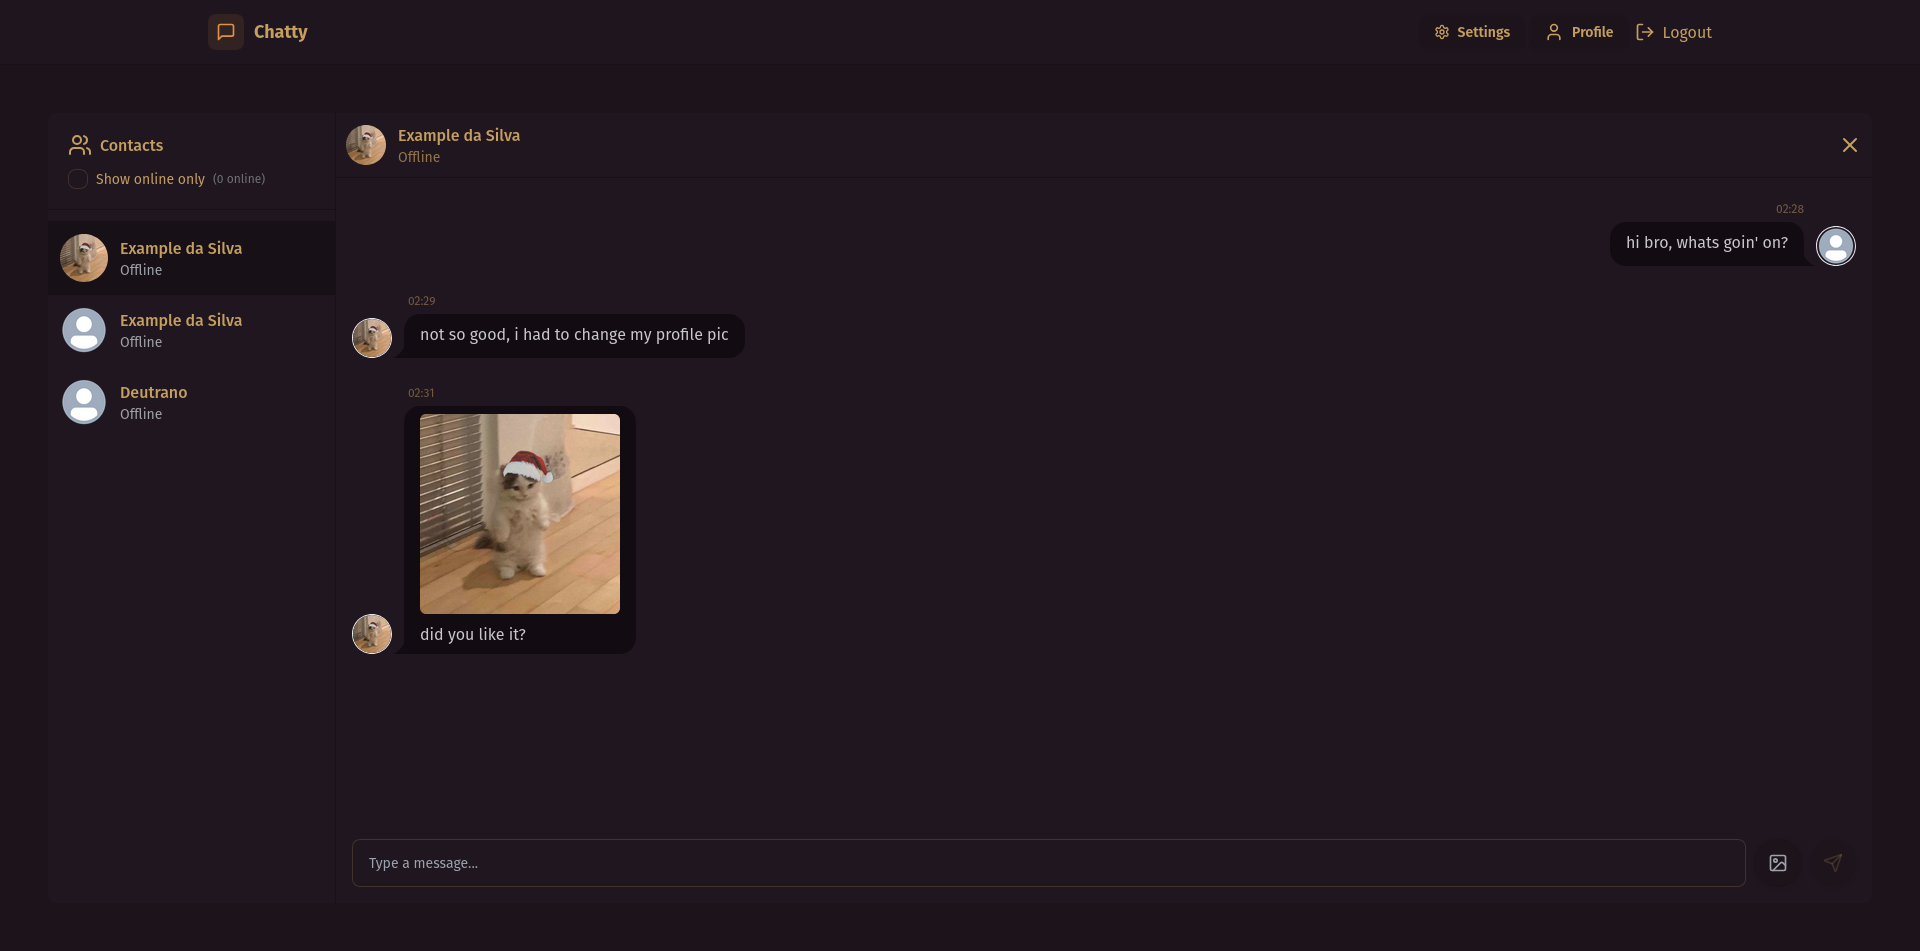 Chatty
Settings
Profile
Logout
Contacts
Show online only (0 online)
Example da Silva
Offline
Example da Silva
Offline
Deutrano
Offline
Example da Silva
Offline
02:28
hi bro, whats goin' on?
02:29
not so good, i had to change my profile pic
02:31
did you like it?
Type a message...